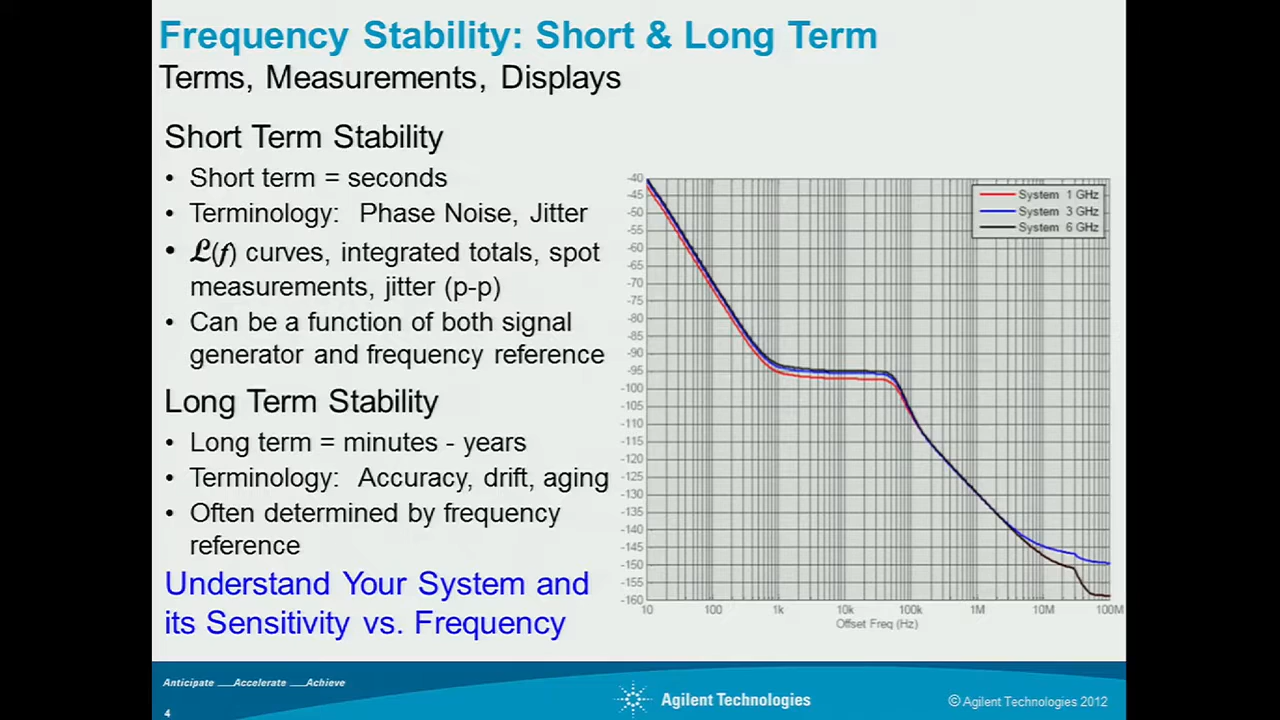 Frequency Stability: Short & Long Term
Terms, Measurements, Displays
Short Term Stability
• Short term = seconds
• Terminology: Phase Noise, Jitter
• ℒ(f) curves, integrated totals, spot
measurements, jitter (p-p)
• Can be a function of both signal
generator and frequency reference
Long Term Stability
• Long term = minutes - years
• Terminology: Accuracy, drift, aging
• Often determined by frequency
reference
Understand Your System and
its Sensitivity vs. Frequency
System 1 GHz
System 3 GHz
System 6 GHz
-40
-45
-50
-55
-60
-65
-70
-75
-80
-85
-90
-95
-100
-105
-110
-115
-120
-125
-130
-135
-140
-145
-150
-155
-160
10 100 1k 10k 100k 1M 10M 100M
Offset Freq (Hz)
Anticipate __Accelerate __Achieve
Agilent Technologies
© Agilent Technologies 2012
4